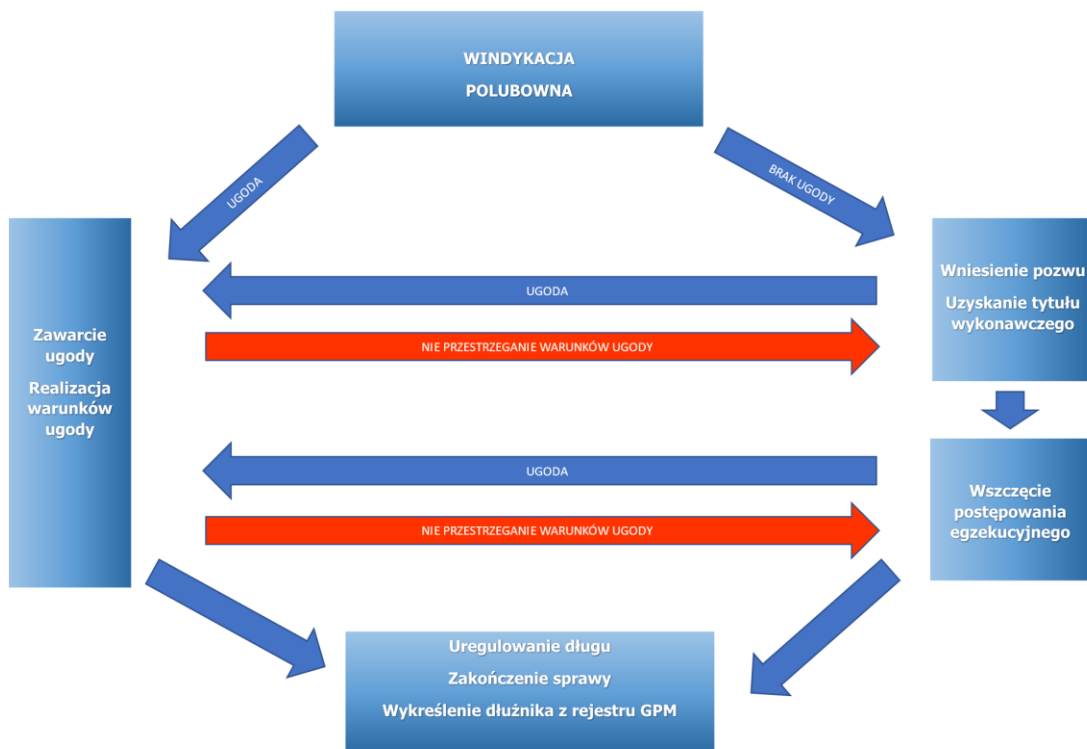 WINDYKACJA
POLUBOWNA
UGODA
BRAK UGODY
Wniesienie pozwu
Uzyskanie tytułu
wykonawczego
UGODA
NIE PRZESTRZEGANIE WARUNKÓW UGODY
Zawarcie
ugody
Realizacja
warunków
ugody
UGODA
NIE PRZESTRZEGANIE WARUNKÓW UGODY
Wszczęcie
postępowania
egzekucyjnego
Uregulowanie długu
Zakończenie sprawy
Wykreślenie dłużnika z rejestru GPM